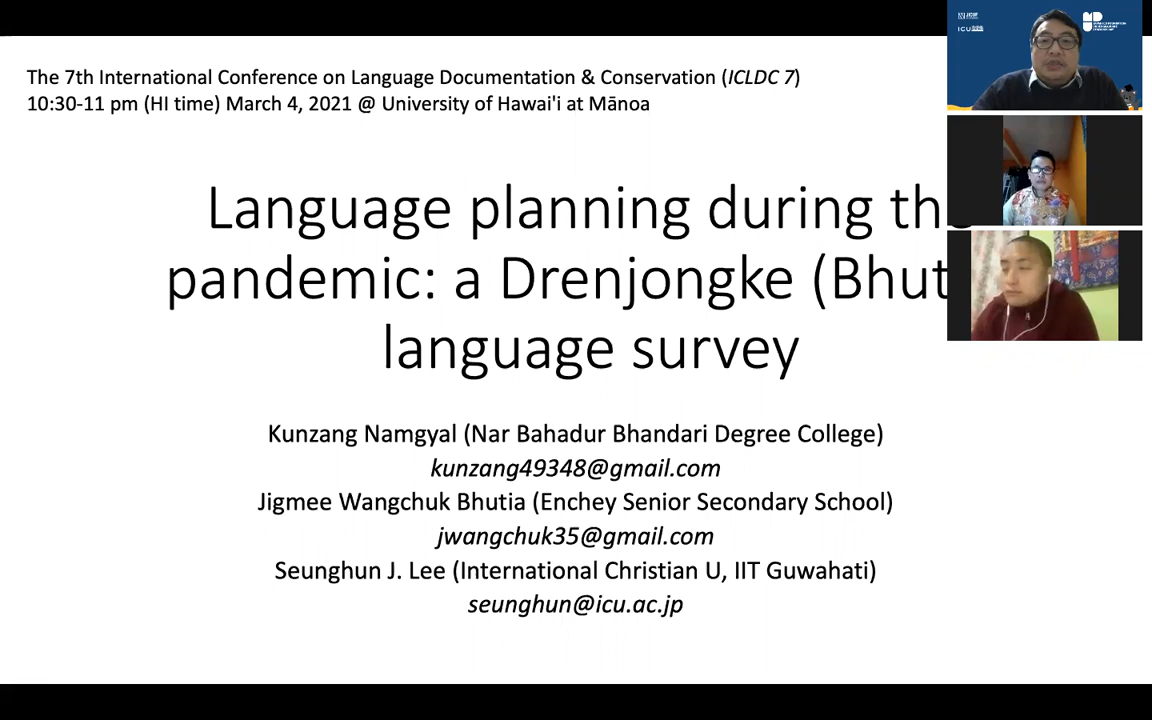 The 7th International Conference on Language Documentation & Conservation (ICLDC 7)
10:30-11 pm (HI time) March 4, 2021 @ University of Hawai'i at Mānoa
Language planning during th
pandemic: a Drenjongke (Bhut
language survey
Kunzang Namgyal (Nar Bahadur Bhandari Degree College)
kunzang49348@gmail.com
Jigmee Wangchuk Bhutia (Enchey Senior Secondary School)
jwangchuk35@gmail.com
Seunghun J. Lee (International Christian U, IIT Guwahati)
seunghun@icu.ac.jp
ICU